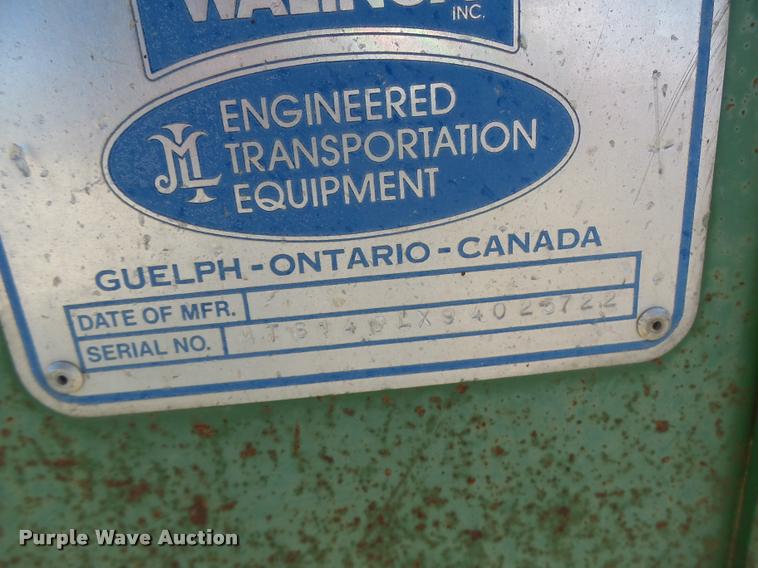 INC.
ENGINEERED
TRANSPORTATION
EQUIPMENT
GUELPH - ONTARIO - CANADA
DATE OF MFR.
SERIAL NO.
Purple Wave Auction